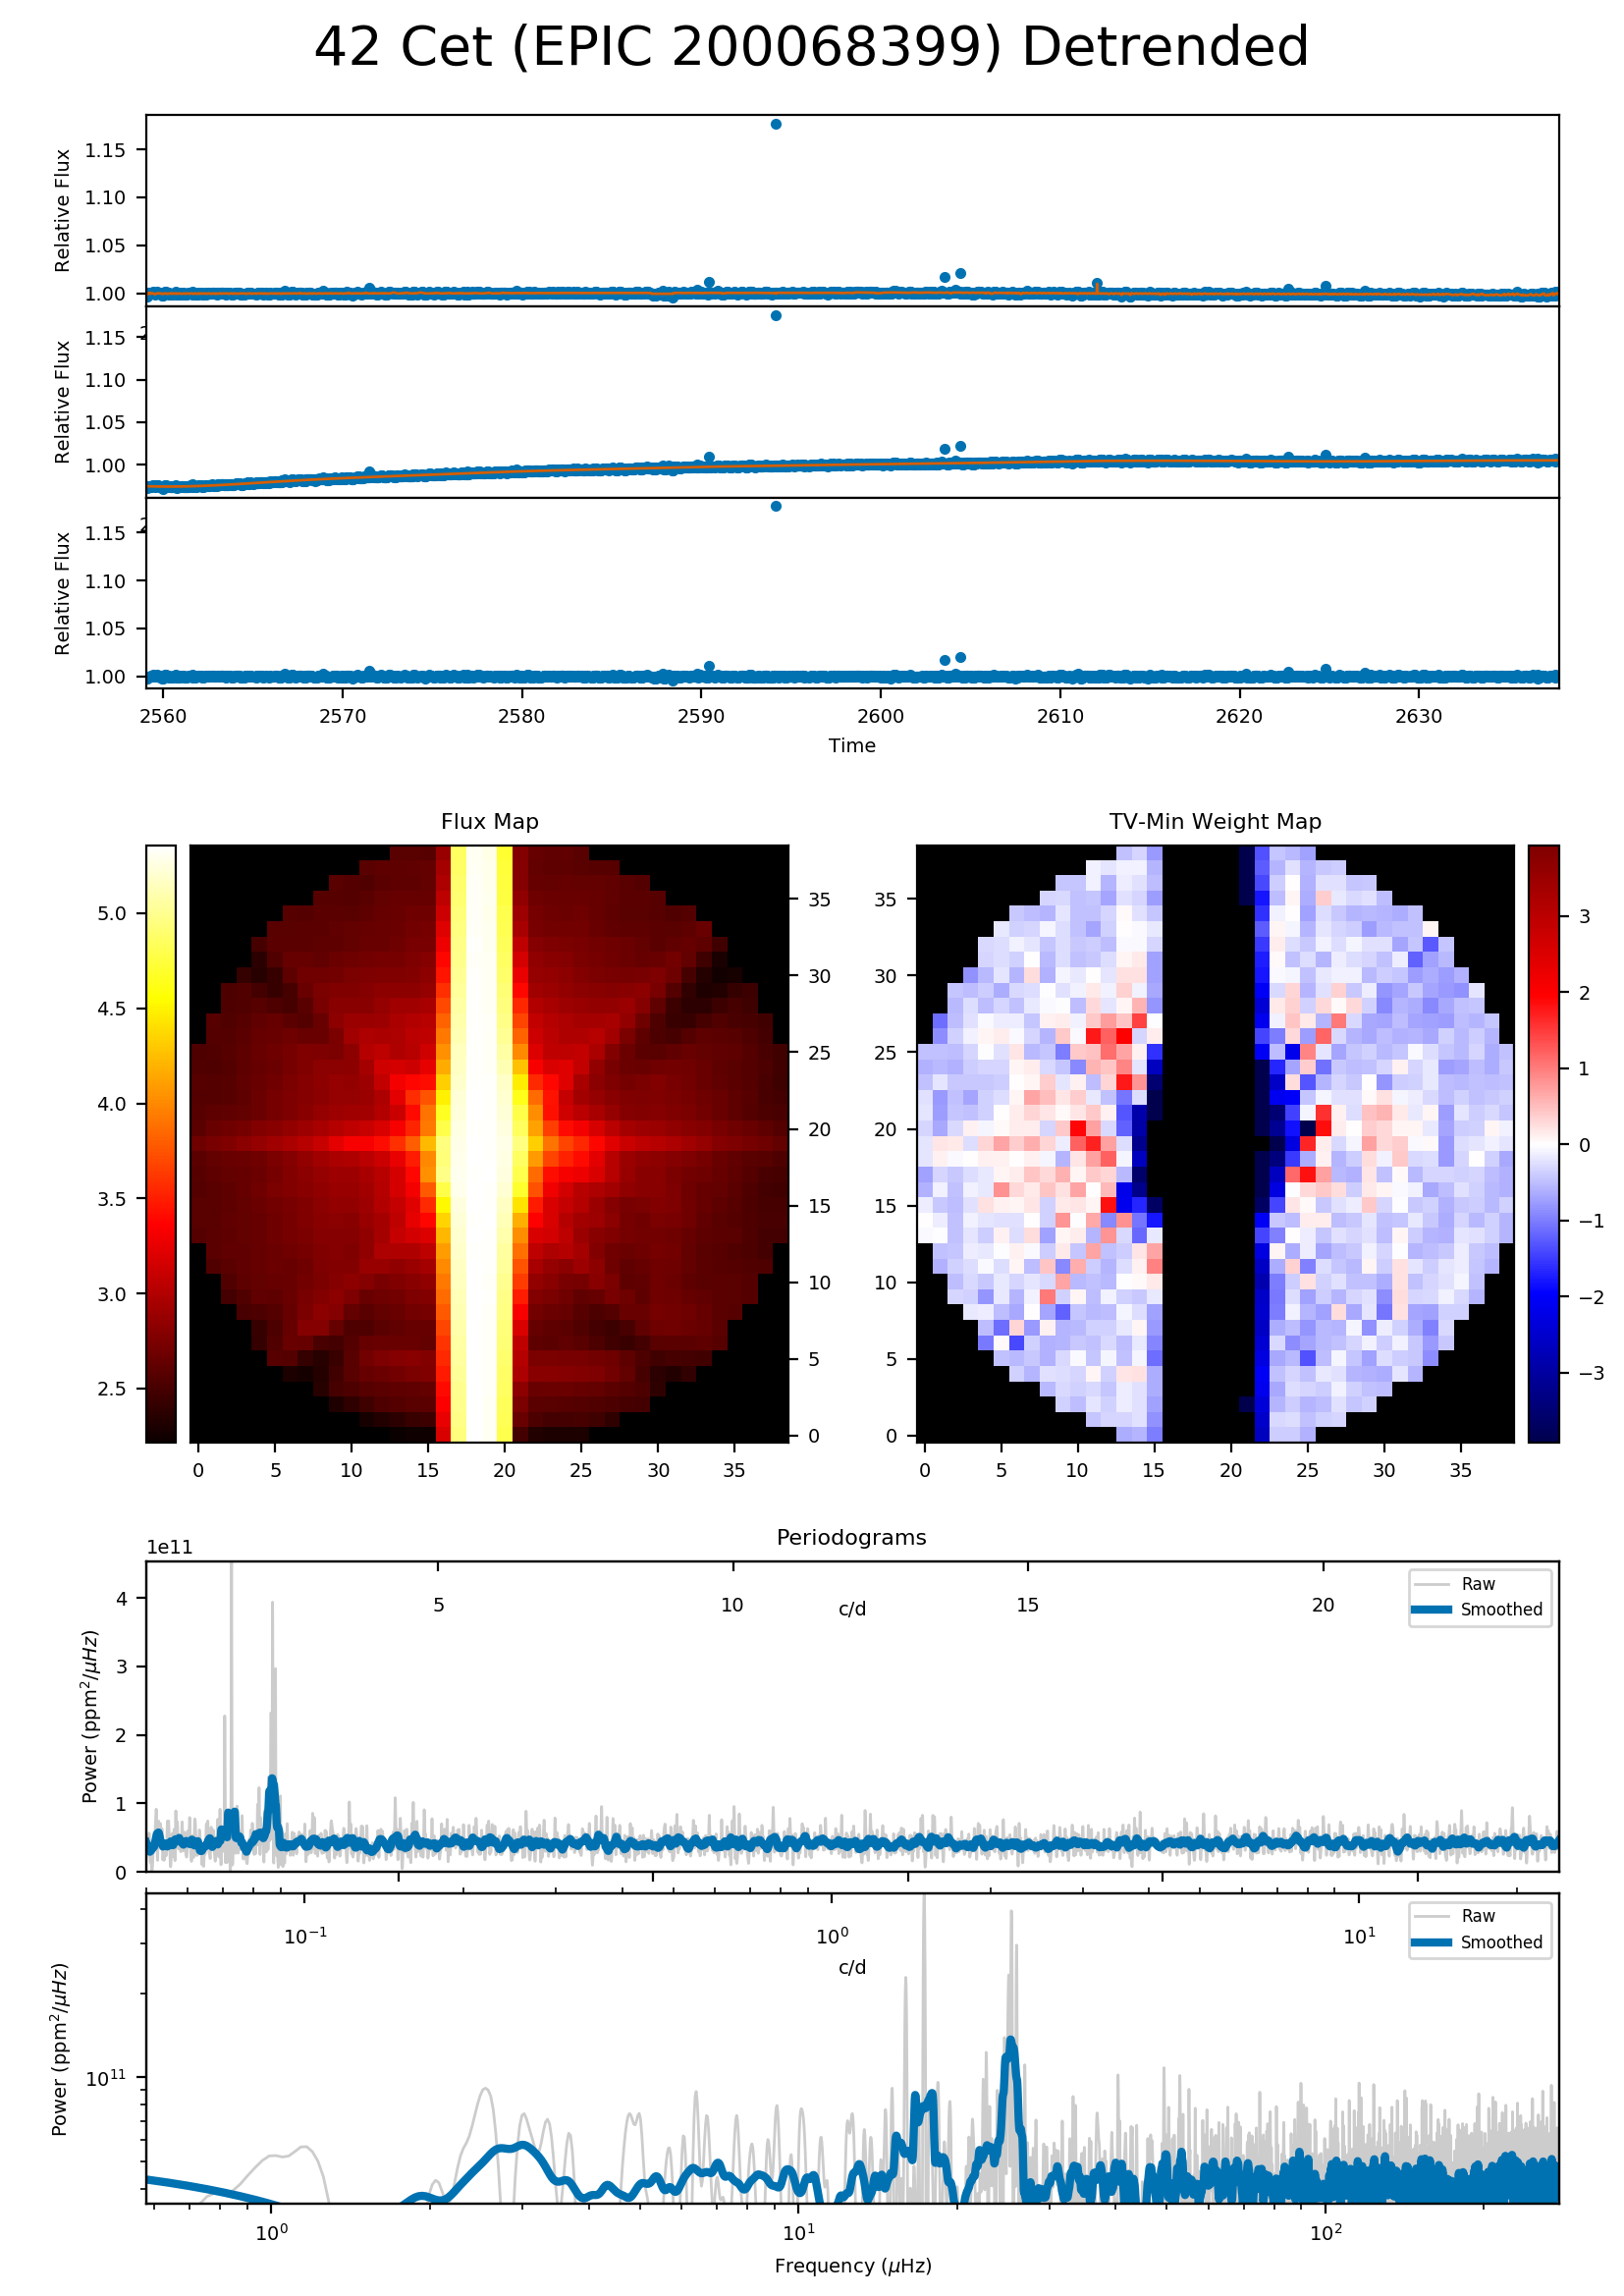 42 Cet (EPIC 200068399) Detrended
Relative Flux
1.15
1.10
1.05
1.00
Relative Flux
1.15
1.10
1.05
1.00
Relative Flux
1.15
1.10
1.05
1.00
2560 2570 2580 2590 2600 2610 2620 2630
Time
Flux Map
5.0
4.5
4.0
3.5
3.0
2.5
35
30
25
20
15
10
5
0
0 5 10 15 20 25 30 35
TV-Min Weight Map
35
30
25
20
15
10
5
0
0 5 10 15 20 25 30 35
3
2
1
0
−1
−2
−3
Periodograms
1e11
Power (ppm²/μHz)
4
3
2
1
0
5 10 15 20
c/d
Raw
Smoothed
Power (ppm²/μHz)
10¹¹
10⁻¹ 10⁰ 10¹
c/d
Raw
Smoothed
10⁰ 10¹ 10²
Frequency (μHz)